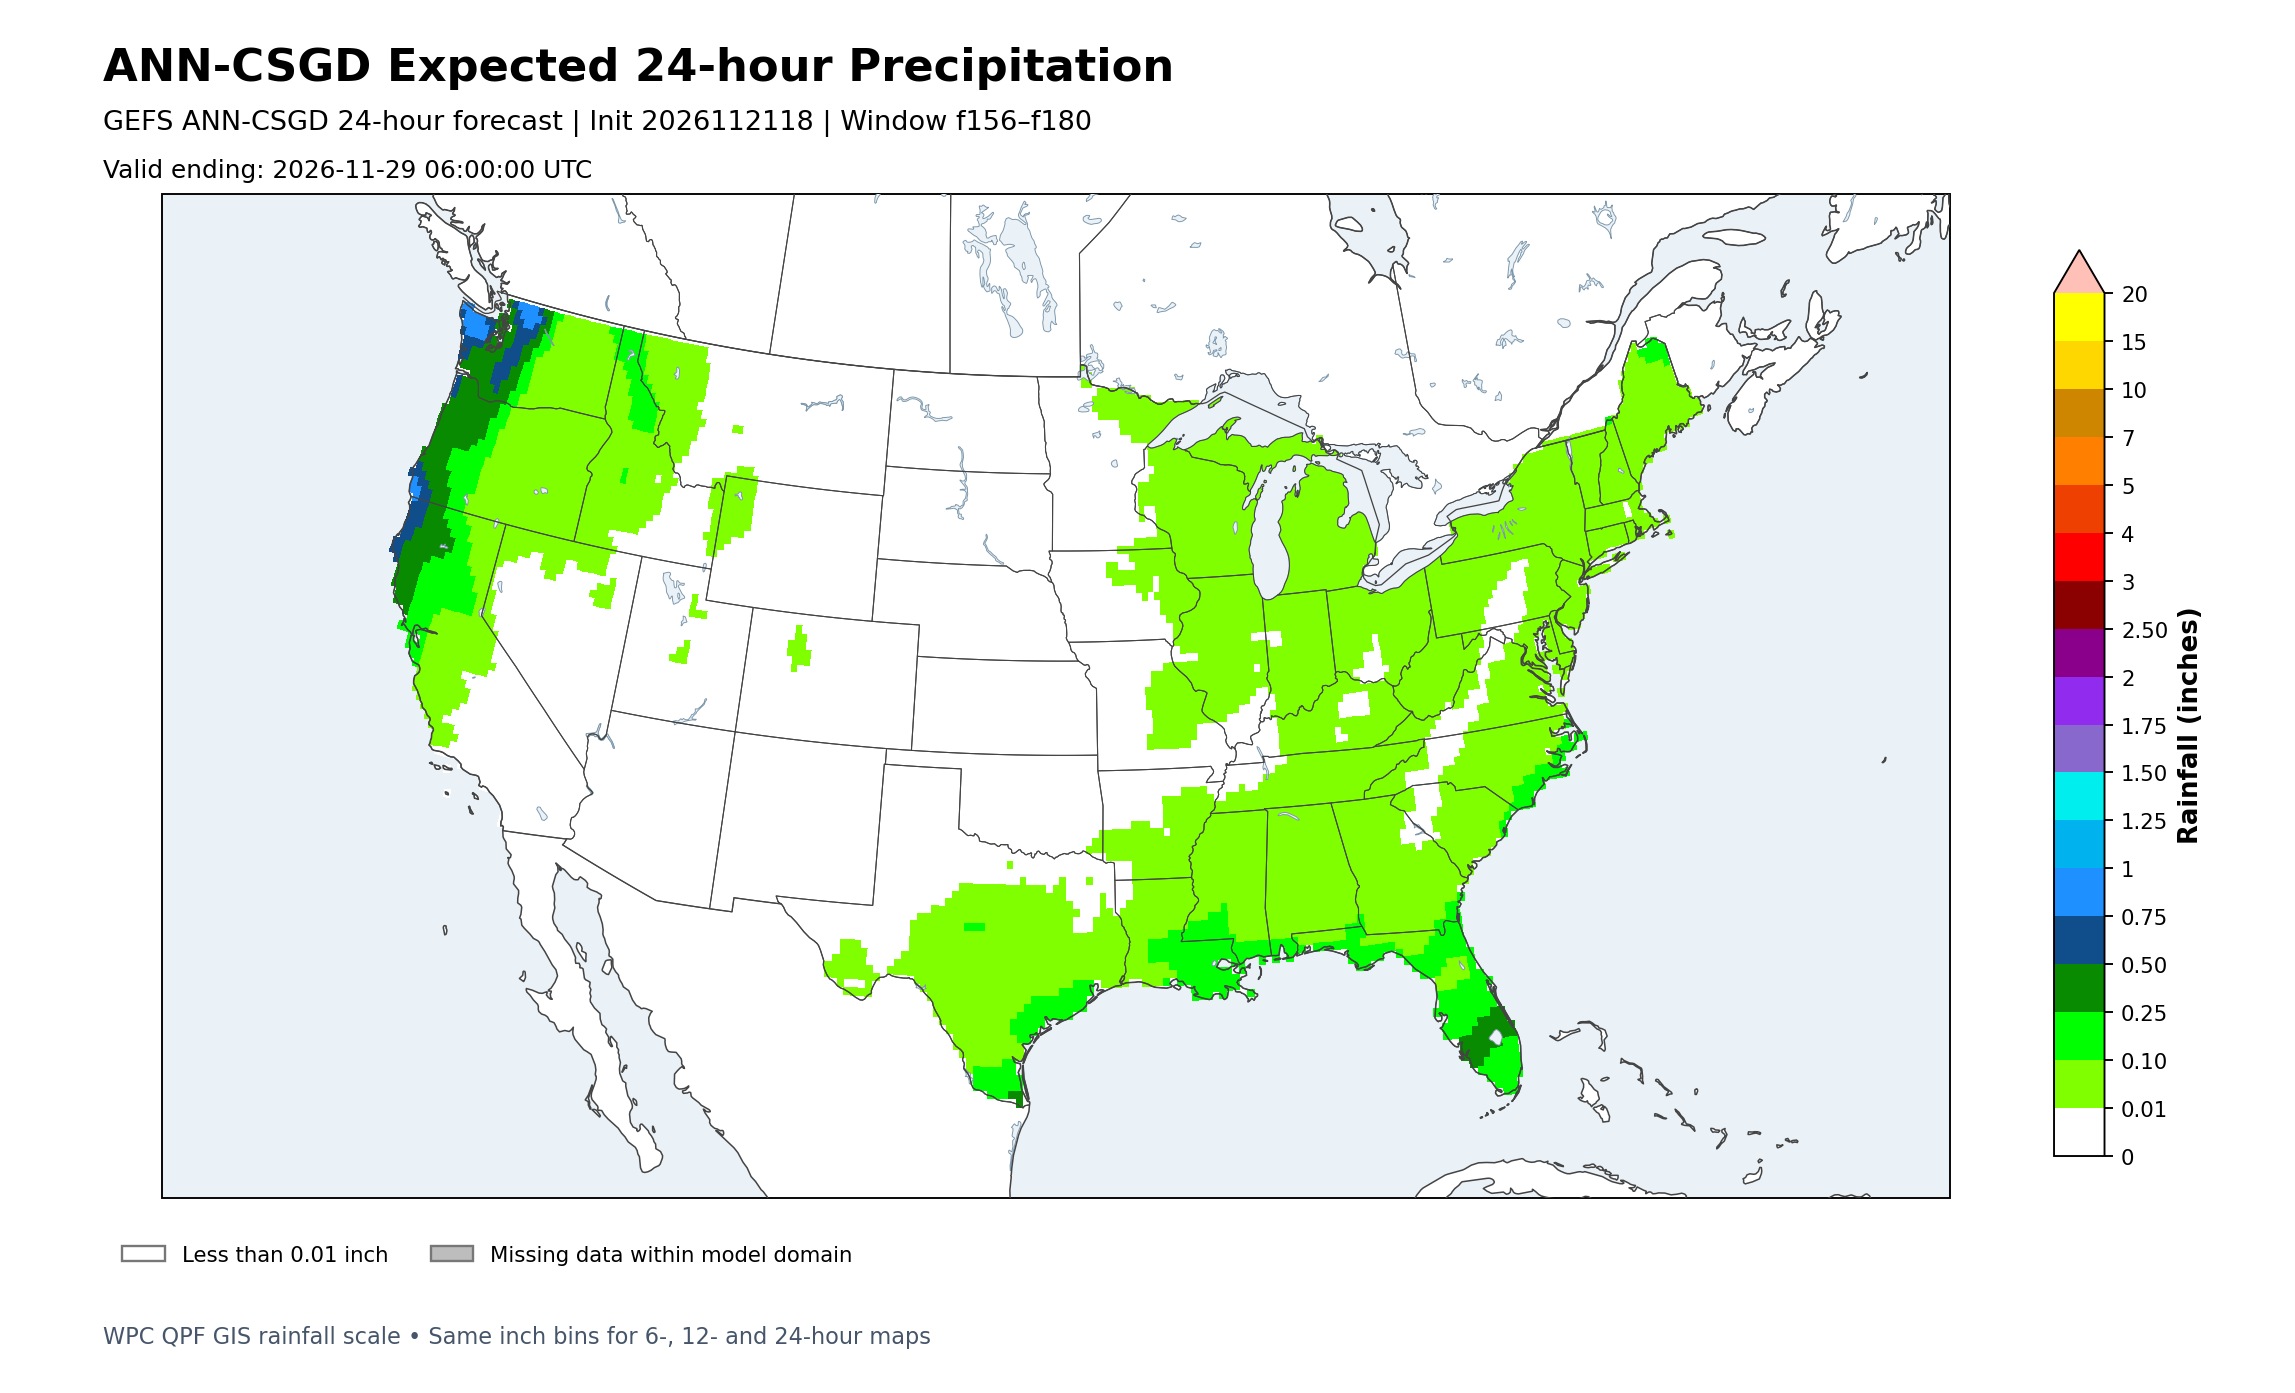 ANN-CSGD Expected 24-hour Precipitation
GEFS ANN-CSGD 24-hour forecast | Init 2026112118 | Window f156–f180
Valid ending: 2026-11-29 06:00:00 UTC
20
15
10
7
5
4
3
2.50
2
1.75
1.50
1.25
1
0.75
0.50
0.25
0.10
0.01
0
Rainfall (inches)
Less than 0.01 inch
Missing data within model domain
WPC QPF GIS rainfall scale • Same inch bins for 6-, 12- and 24-hour maps